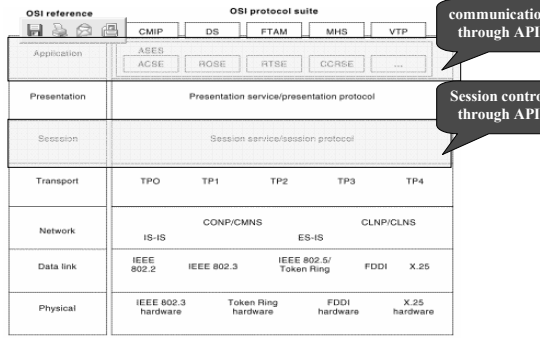 OSI reference OSI protocol suite
communication
through API
CMIP DS FTAM MHS VTP
Application ASES
ACSE ROSE RTSE CCRSE ...
Presentation Presentation service/presentation protocol
Session control
through API
Session Session service/session protocol
Transport TP0 TP1 TP2 TP3 TP4
Network CONP/CMNS CLNP/CLNS
IS-IS ES-IS
Data link IEEE 802.2 IEEE 802.3 IEEE 802.5/ Token Ring FDDI X.25
Physical IEEE 802.3 hardware Token Ring hardware FDDI hardware X.25 hardware